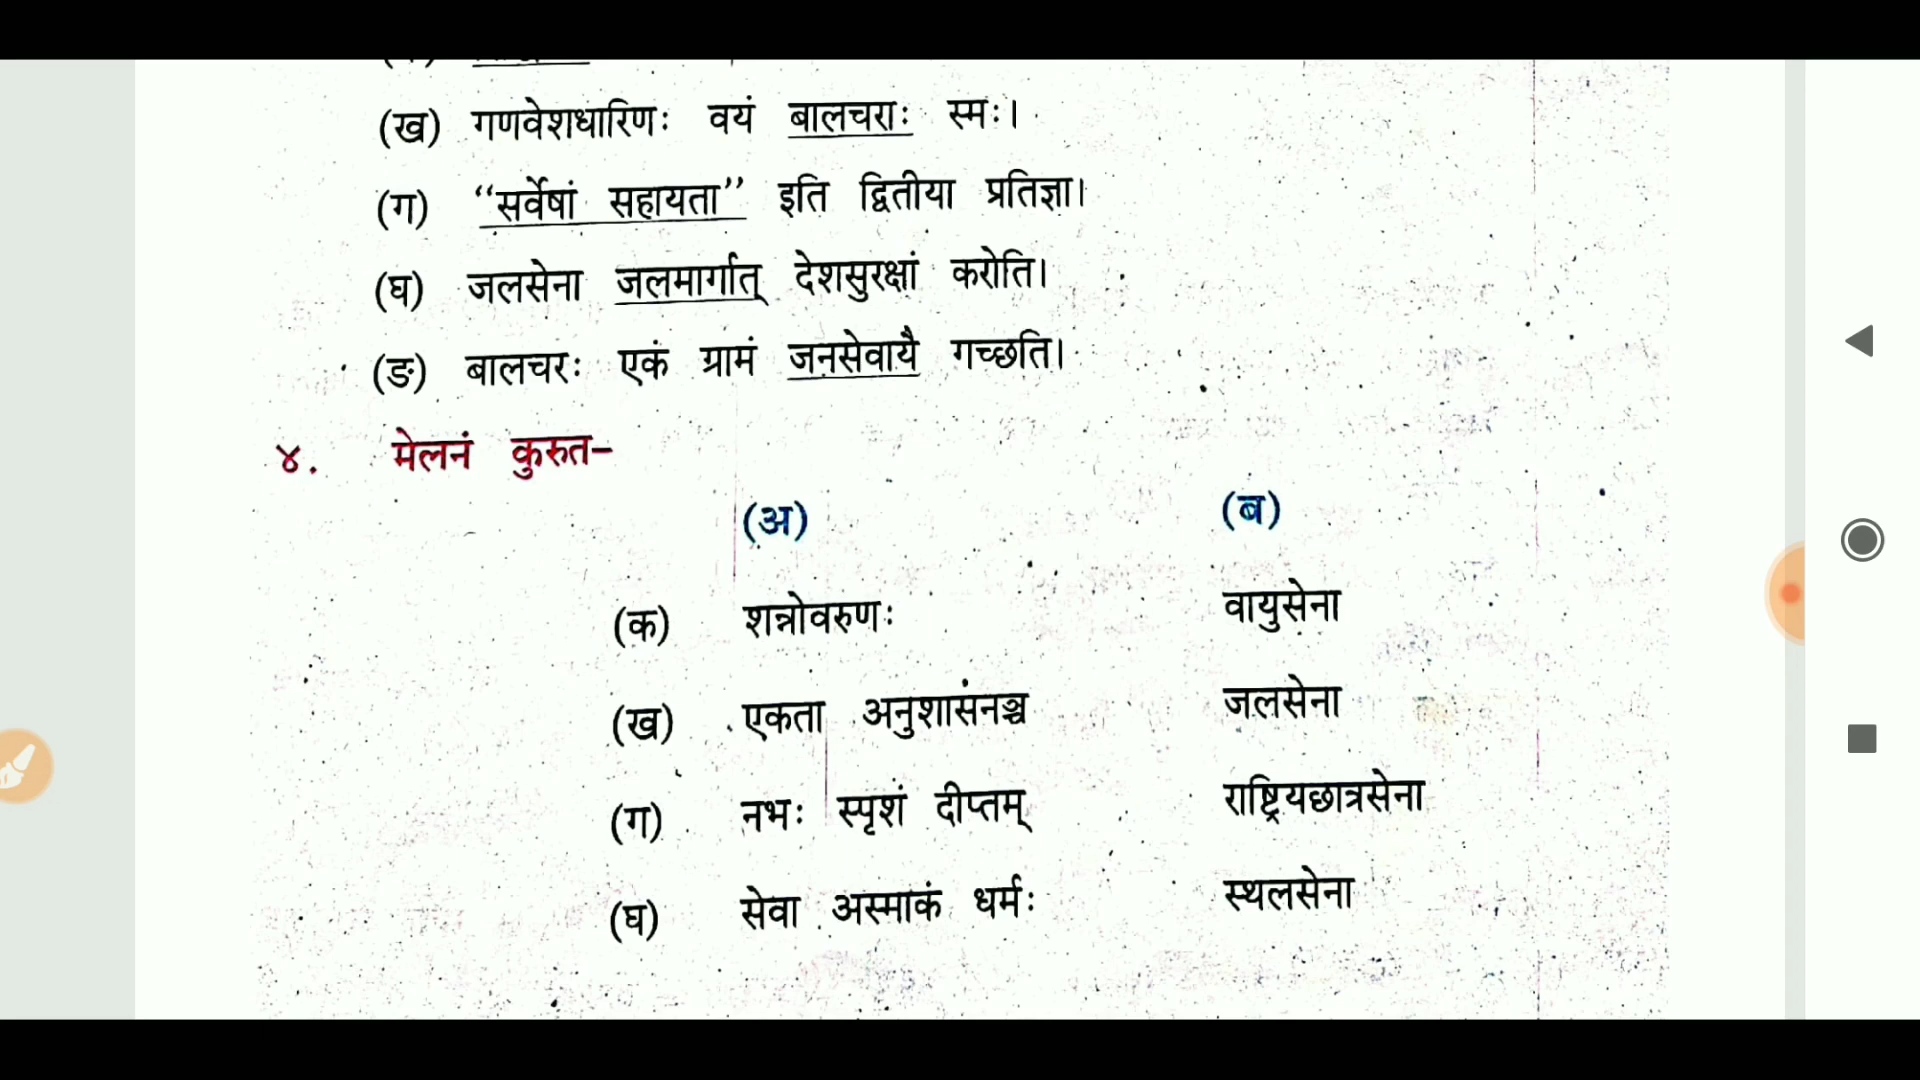 (ख) गणवेशधारिणः वयं बालचराः स्मः।
(ग) “सर्वेषां सहायता” इति द्वितीया प्रतिज्ञा।
(घ) जलसेना जलमार्गात् देशसुरक्षां करोति।
(ङ) बालचरः एकं ग्रामं जनसेवायै गच्छति।
४. मेलनं कुरुत–
(अ) (ब)
(क) शन्नोवरुणः वायुसेना
(ख) एकता अनुशासंनञ्च जलसेना
(ग) नभः स्पृशं दीप्तम् राष्ट्रियछात्रसेना
(घ) सेवा अस्माकं धर्मः स्थलसेना